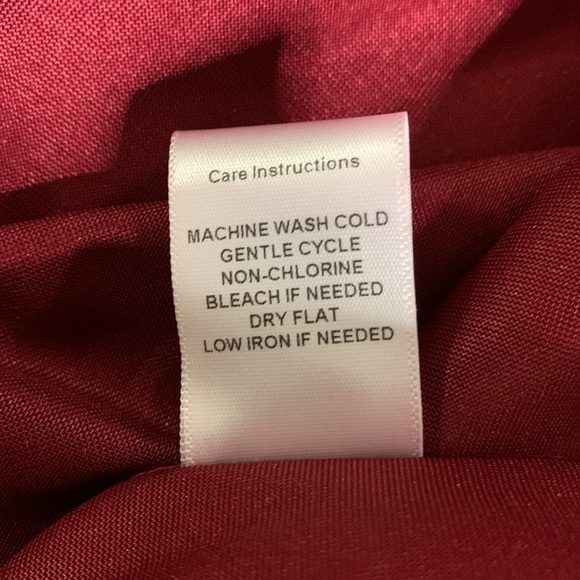 Care Instructions
MACHINE WASH COLD
GENTLE CYCLE
NON-CHLORINE
BLEACH IF NEEDED
DRY FLAT
LOW IRON IF NEEDED